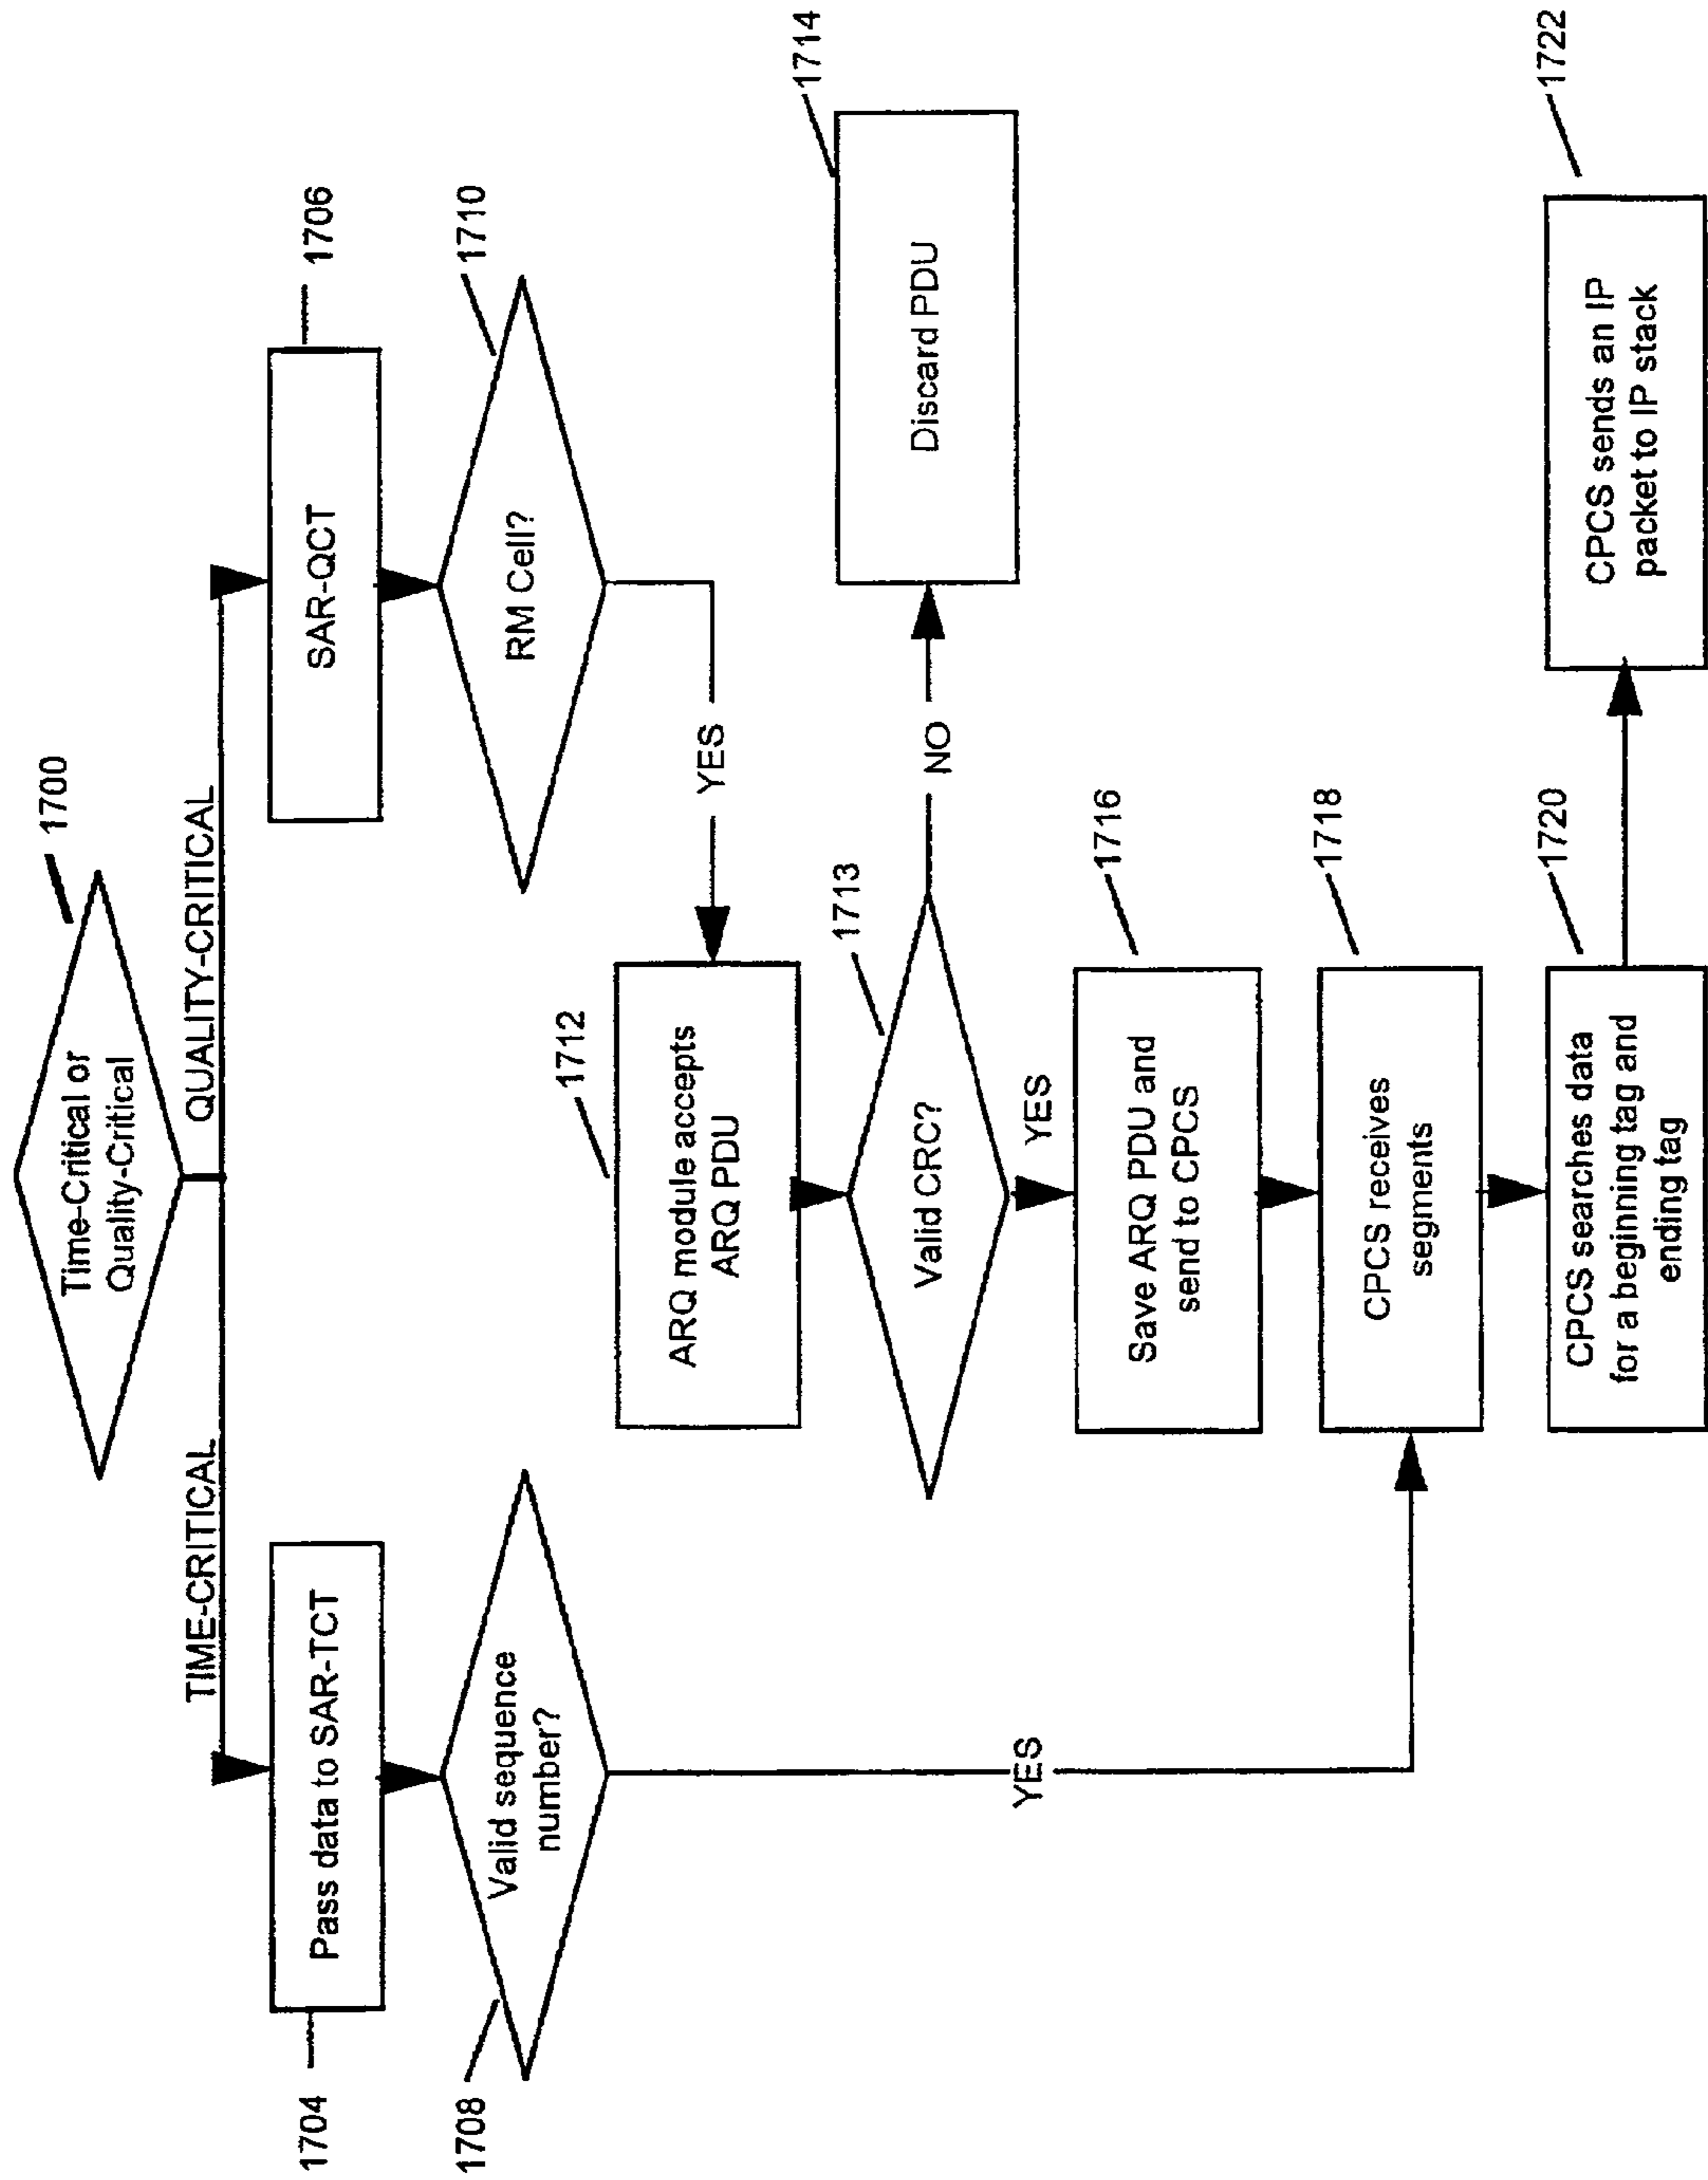 1700
Time-Critical or
Quality-Critical
TIME-CRITICAL
QUALITY-CRITICAL
1704
Pass data to SAR-TCT
1706
SAR-QCT
1708
Valid sequence
number?
1710
RM Cell?
YES
1712
ARQ module accepts
ARQ PDU
1713
Valid CRC?
NO
1714
Discard PDU
YES
1716
Save ARQ PDU and
send to CPCS
YES
1718
CPCS receives
segments
1720
CPCS searches data
for a beginning tag and
ending tag
1722
CPCS sends an IP
packet to IP stack